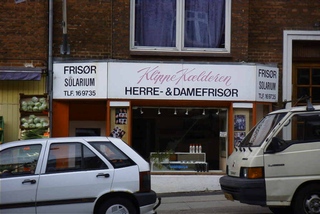 FRISØR
SOLARIUM
TLF. 169735
Klippe Kælderen
HERRE- & DAMEFRISØR
FRISØR
SOLARIUM
TLF. 169735